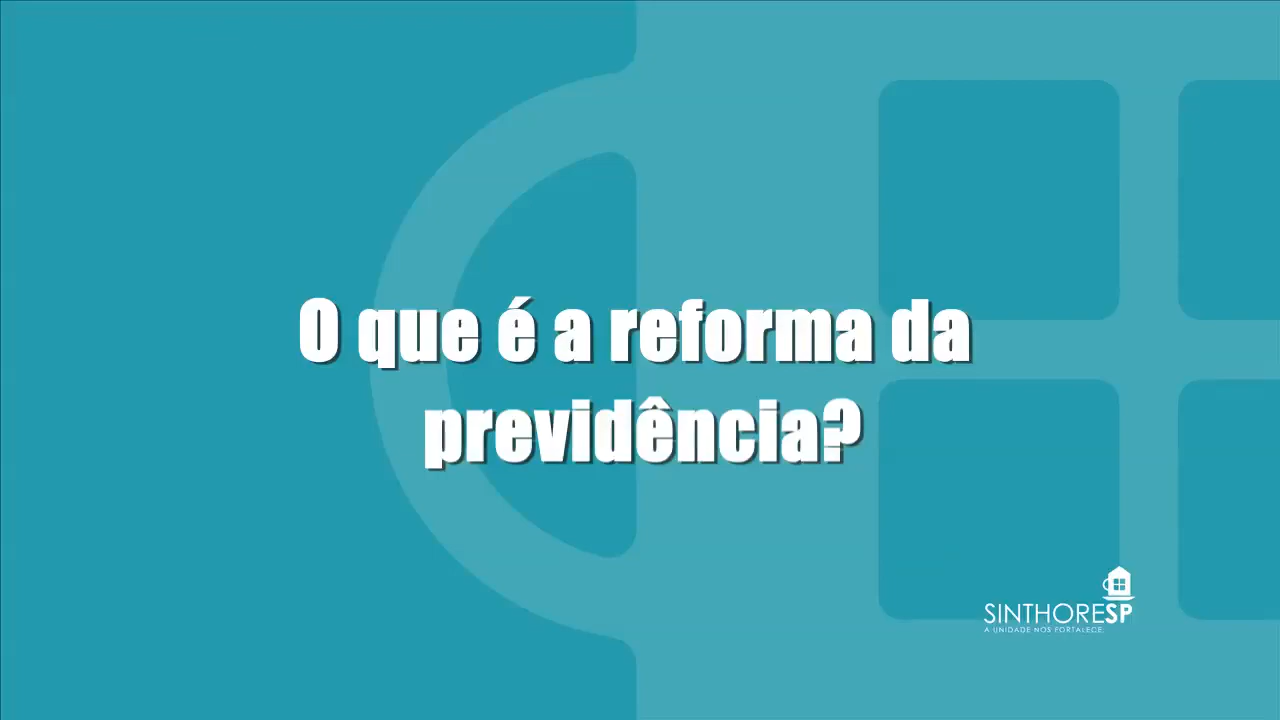 O que é a reforma da
previdência?
SINTHORESP
A UNIDADE NOS FORTALECE.